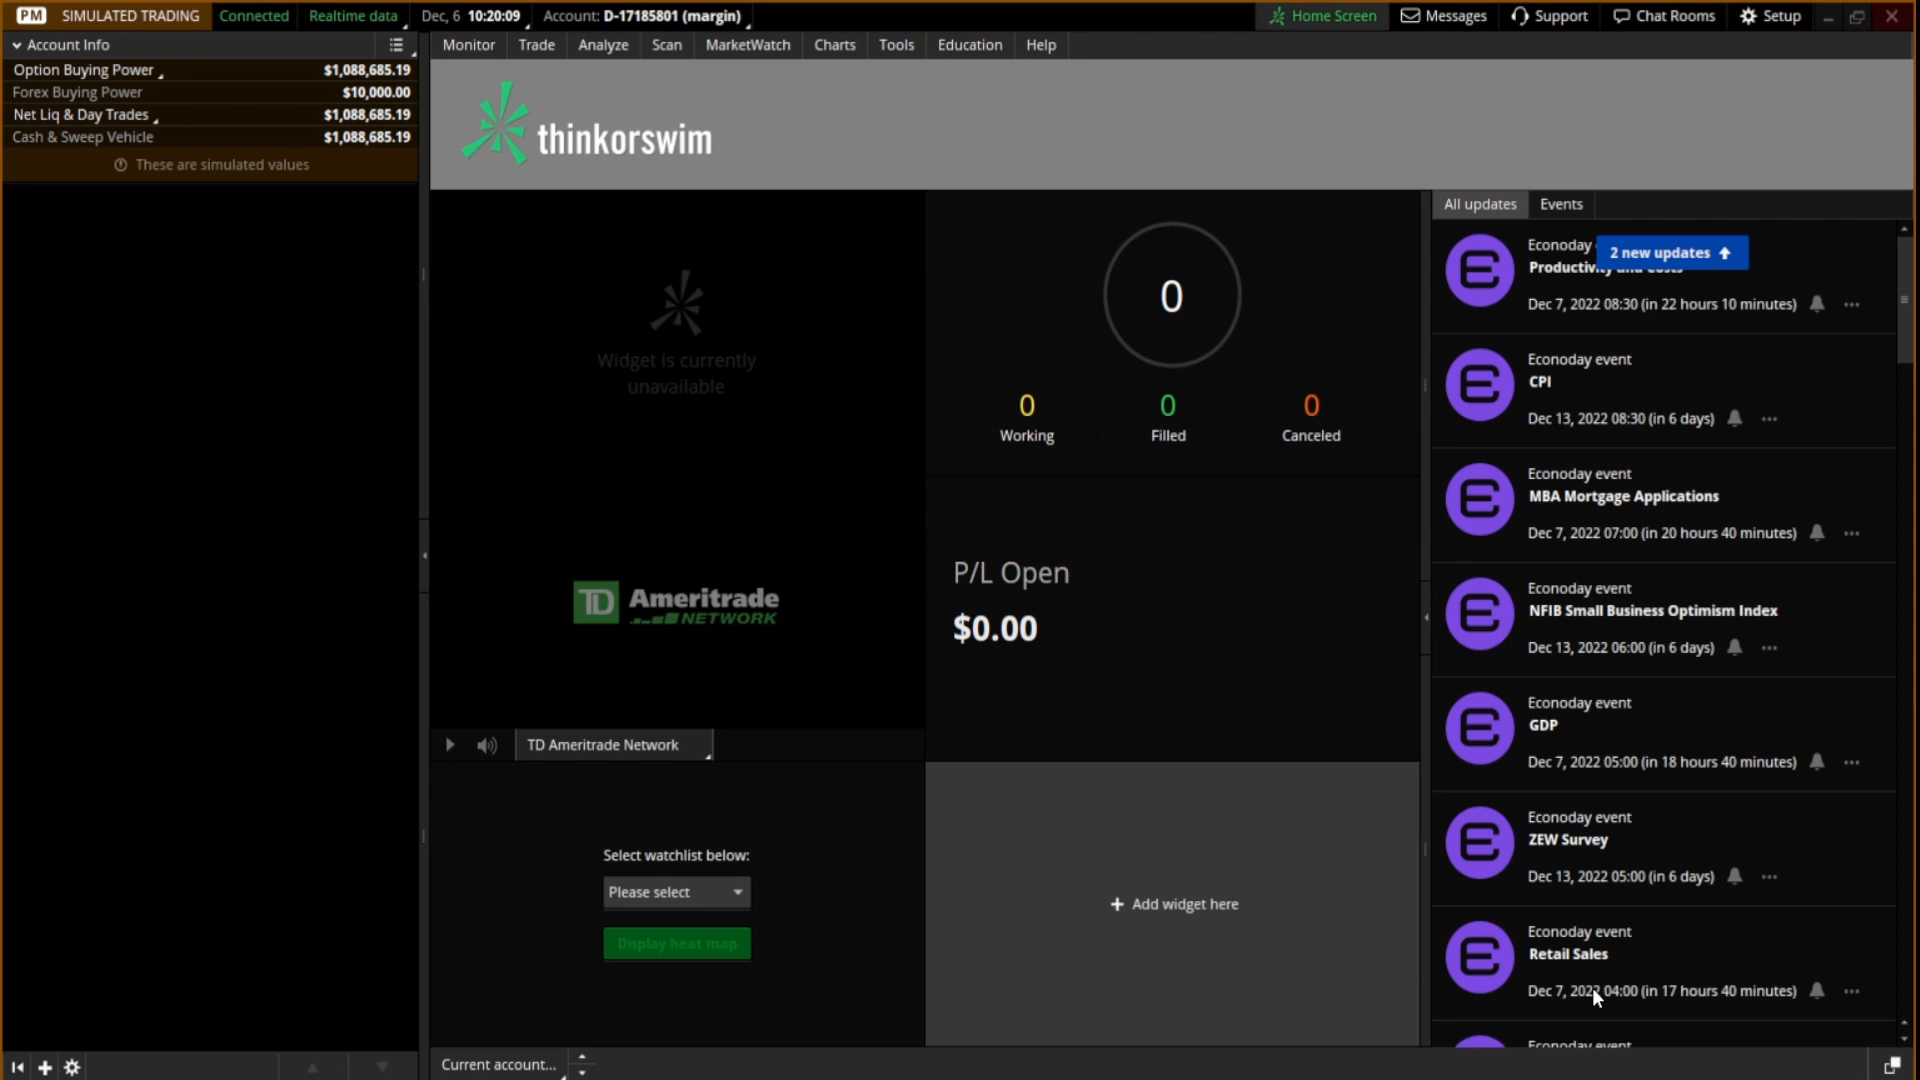 PM SIMULATED TRADING Connected Realtime data Dec, 6 10:20:09 Account: D-17185801 (margin) Home Screen Messages Support Chat Rooms Setup
Account Info
Monitor Trade Analyze Scan MarketWatch Charts Tools Education Help
Option Buying Power $1,088,685.19
Forex Buying Power $10,000.00
Net Liq & Day Trades $1,088,685.19
Cash & Sweep Vehicle $1,088,685.19
These are simulated values
thinkorswim
All updates Events
Widget is currently
unavailable
TD Ameritrade
NETWORK
TD Ameritrade Network
0
0 0 0
Working Filled Canceled
P/L Open
$0.00
Select watchlist below:
Please select
Display heat map
+ Add widget here
2 new updates
Econoday
Productivity and Costs
Dec 7, 2022 08:30 (in 22 hours 10 minutes)
Econoday event
CPI
Dec 13, 2022 08:30 (in 6 days)
Econoday event
MBA Mortgage Applications
Dec 7, 2022 07:00 (in 20 hours 40 minutes)
Econoday event
NFIB Small Business Optimism Index
Dec 13, 2022 06:00 (in 6 days)
Econoday event
GDP
Dec 7, 2022 05:00 (in 18 hours 40 minutes)
Econoday event
ZEW Survey
Dec 13, 2022 05:00 (in 6 days)
Econoday event
Retail Sales
Dec 7, 2022 04:00 (in 17 hours 40 minutes)
Econoday event
Current account...